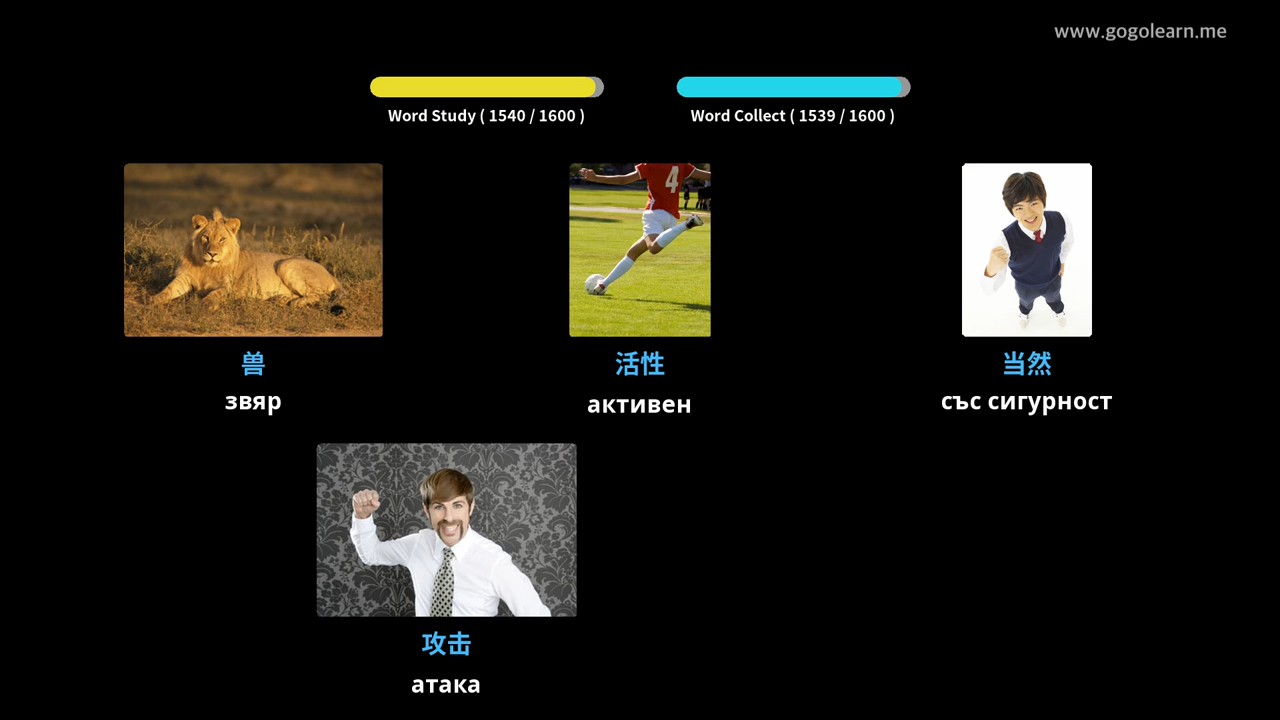 www.gogolearn.me
Word Study ( 1540 / 1600 )
Word Collect ( 1539 / 1600 )
4
兽
звяр
活性
активен
当然
със сигурност
攻击
атака